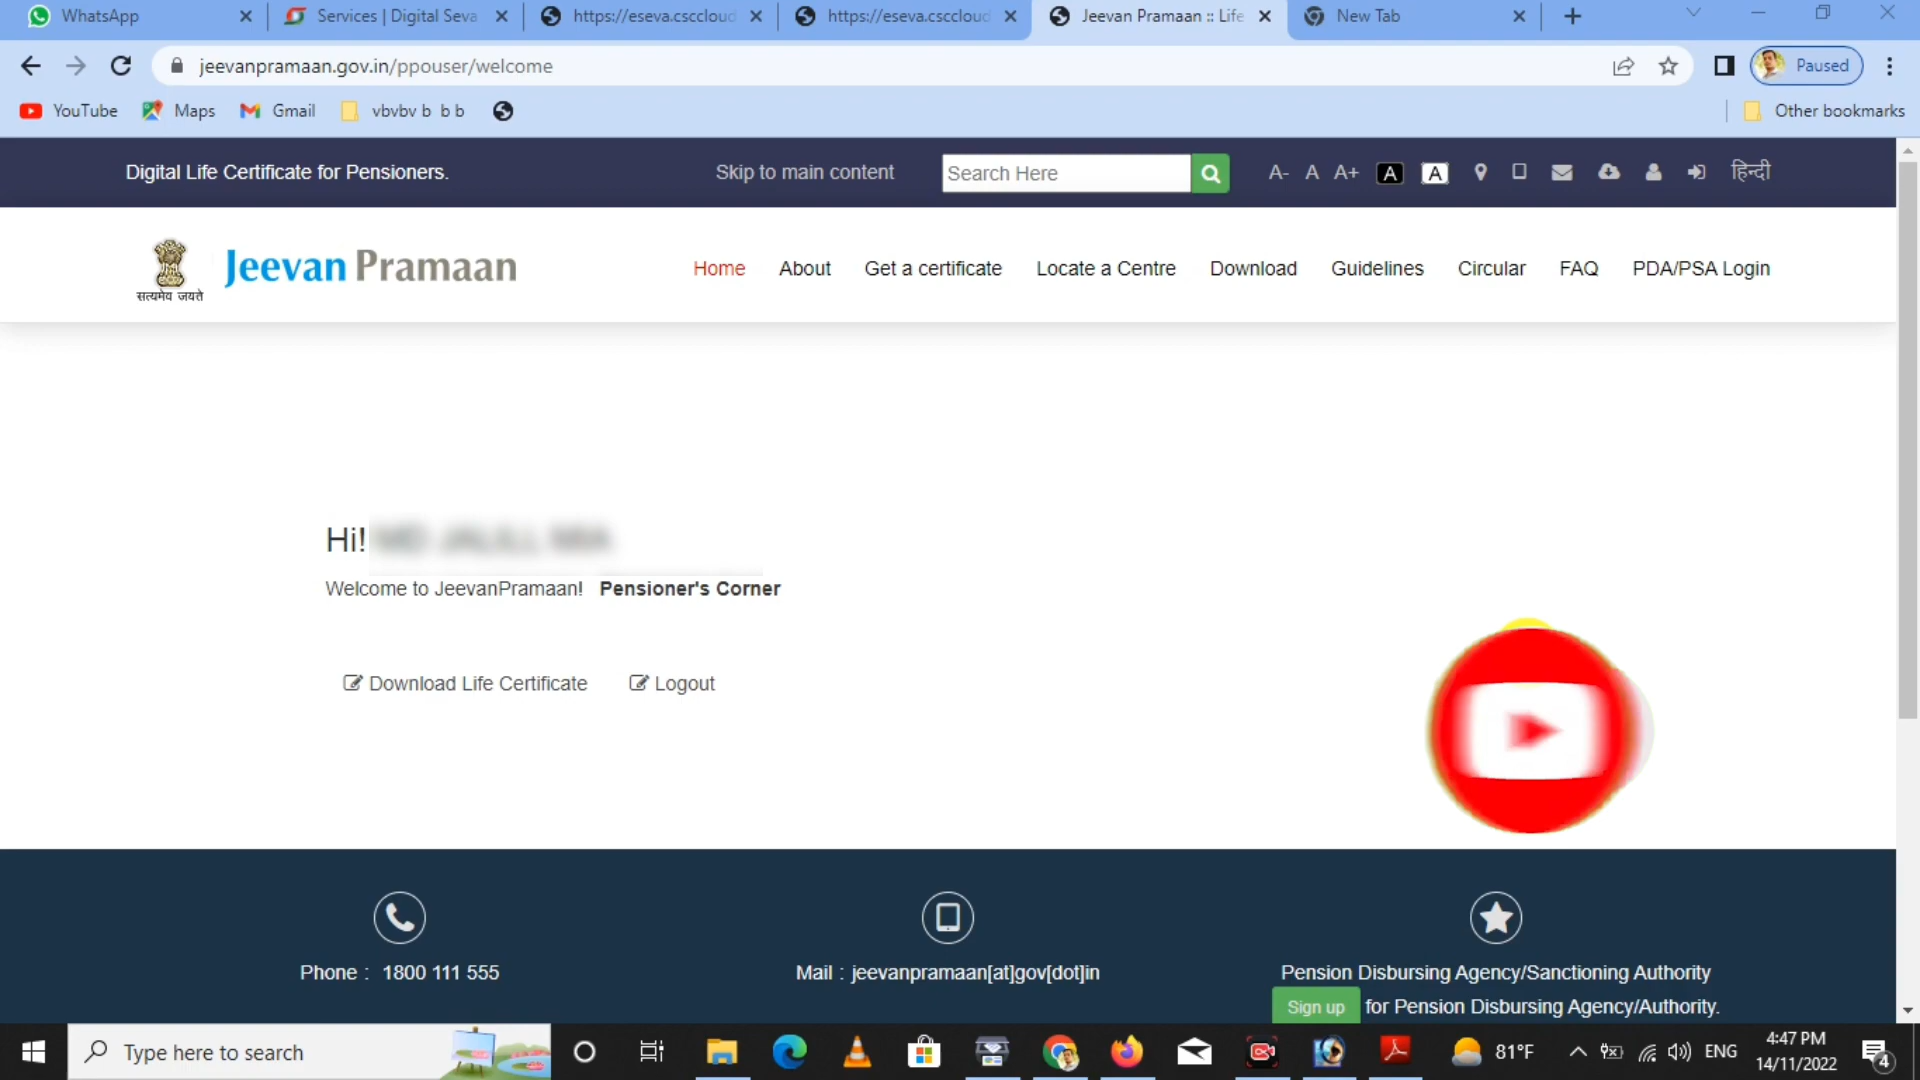 WhatsApp
Services | Digital Seva
https://eseva.csccloud
https://eseva.csccloud
Jeevan Pramaan :: Life
New Tab
jeevanpramaan.gov.in/ppouser/welcome
Paused
YouTube Maps Gmail vbvbv b b b Other bookmarks
Digital Life Certificate for Pensioners. Skip to main content Search Here A- A A+ A A हिन्दी
सत्यमेव जयते
Jeevan Pramaan
Home About Get a certificate Locate a Centre Download Guidelines Circular FAQ PDA/PSA Login
Hi!
Welcome to JeevanPramaan! Pensioner's Corner
Download Life Certificate Logout
Phone : 1800 111 555
Mail : jeevanpramaan[at]gov[dot]in
Pension Disbursing Agency/Sanctioning Authority
Sign up for Pension Disbursing Agency/Authority.
Type here to search
81°F
ENG
4:47 PM
14/11/2022
4